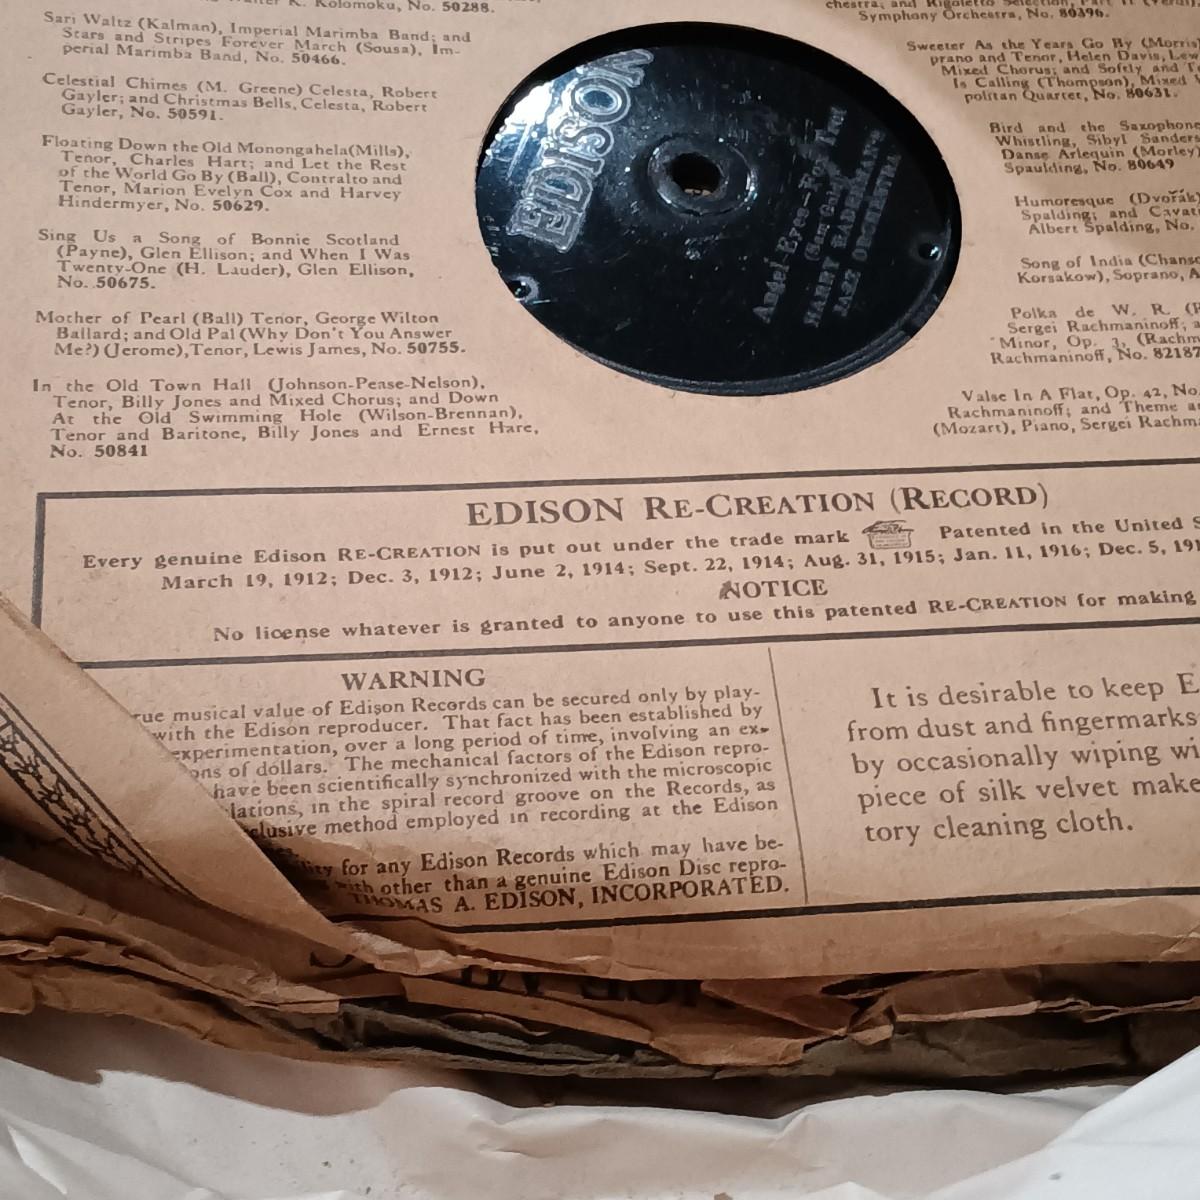 K. Kolomoku, No. 50288.
Sari Waltz (Kalman), Imperial Marimba Band; and
Stars and Stripes Forever March (Sousa), Im-
perial Marimba Band, No. 50466.
Celestial Chimes (M. Greene) Celesta, Robert
Gayler; and Christmas Bells, Celesta, Robert
Gayler, No. 50591.
Floating Down the Old Monongahela(Mills),
Tenor, Charles Hart; and Let the Rest
of the World Go By (Ball), Contralto and
Tenor, Marion Evelyn Cox and Harvey
Hindermyer, No. 50629.
Sing Us a Song of Bonnie Scotland
(Payne), Glen Ellison; and When I Was
Twenty-One (H. Lauder), Glen Ellison,
No. 50675.
Mother of Pearl (Ball) Tenor, George Wilton
Ballard; and Old Pal (Why Don't You Answer
Me?) (Jerome),Tenor, Lewis James, No. 50755.
In the Old Town Hall (Johnson-Pease-Nelson),
Tenor, Billy Jones and Mixed Chorus; and Down
At the Old Swimming Hole (Wilson-Brennan),
Tenor and Baritone, Billy Jones and Ernest Hare,
No. 50841
EDISON
Angel-Eyes—Fox Trot
HARRY RADERMAN'S
JAZZ ORCHESTRA
chestra; and Rigoletto Selection, Part II
Symphony Orchestra, No. 80396.
Sweeter As the Years Go By (Morris
prano and Tenor, Helen Davis, Lew
Mixed Chorus; and Softly and T
Is Calling (Thompson), Mixed
politan Quartet, No. 80631.
Bird and the Saxophone
Whistling, Sibyl Sanders
Danse Arlequin (Morley)
Spaulding, No. 80649
Humoresque (Dvořák)
Spalding; and Cavat
Albert Spalding, No.
Song of India (Chans
Korsakow), Soprano, A
Polka de W. R. (R
Sergei Rachmaninoff; a
Minor, Op. 3, (Rachm
Rachmaninoff, No. 82187
Valse In A Flat, Op. 42, No.
Rachmaninoff; and Theme a
(Mozart), Piano, Sergei Rachm
EDISON RE-CREATION (RECORD)
Every genuine Edison RE-CREATION is put out under the trade mark Patented in the United S
March 19, 1912; Dec. 3, 1912; June 2, 1914; Sept. 22, 1914; Aug. 31, 1915; Jan. 11, 1916; Dec. 5, 191
NOTICE
No license whatever is granted to anyone to use this patented RE-CREATION for making
WARNING
rue musical value of Edison Records can be secured only by play-
with the Edison reproducer. That fact has been established by
experimentation, over a long period of time, involving an ex-
ons of dollars. The mechanical factors of the Edison repro-
have been scientifically synchronized with the microscopic
lations, in the spiral record groove on the Records, as
clusive method employed in recording at the Edison
ity for any Edison Records which may have be-
with other than a genuine Edison Disc repro-
THOMAS A. EDISON, INCORPORATED.
It is desirable to keep E
from dust and fingermarks
by occasionally wiping wi
piece of silk velvet make
tory cleaning cloth.